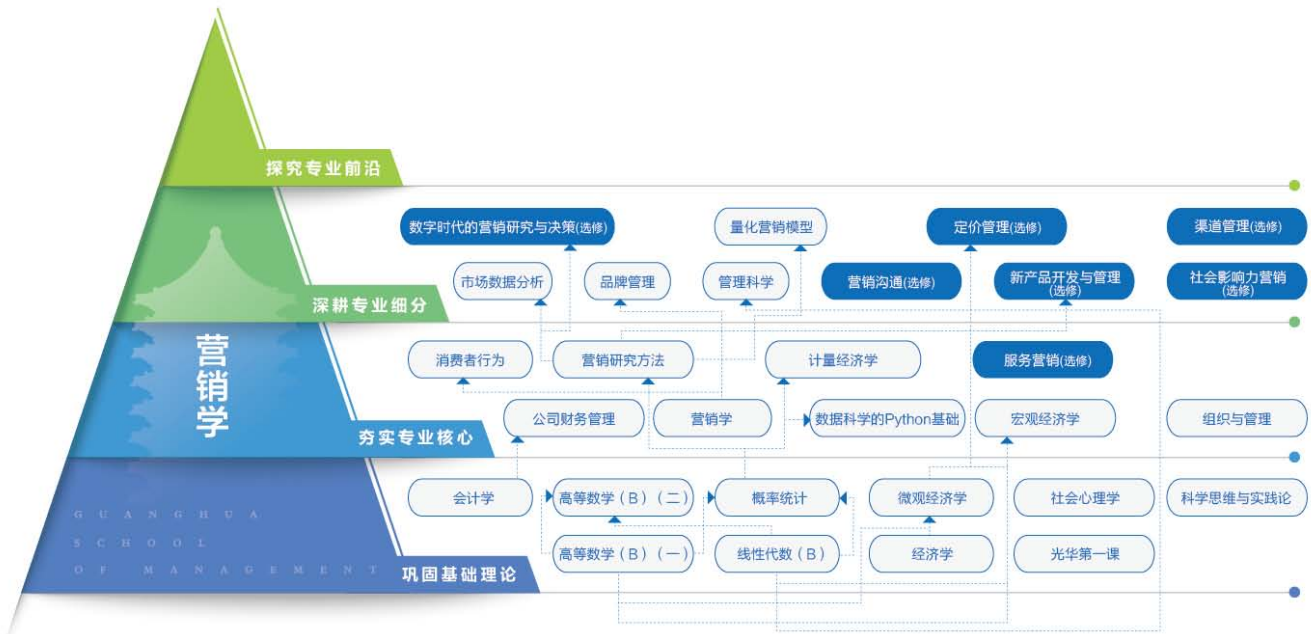 探究专业前沿
数字时代的营销研究与决策(选修)
量化营销模型
定价管理(选修)
渠道管理(选修)
市场数据分析
品牌管理
管理科学
营销沟通(选修)
新产品开发与管理
(选修)
社会影响力营销
(选修)
深耕专业细分
营销学
消费者行为
营销研究方法
计量经济学
服务营销(选修)
公司财务管理
营销学
数据科学的Python基础
宏观经济学
组织与管理
夯实专业核心
会计学
高等数学（B）（二）
概率统计
微观经济学
社会心理学
科学思维与实践论
高等数学（B）（一）
线性代数（B）
经济学
光华第一课
GUANGHUA
SCHOOL
OF MANAGEMENT
巩固基础理论